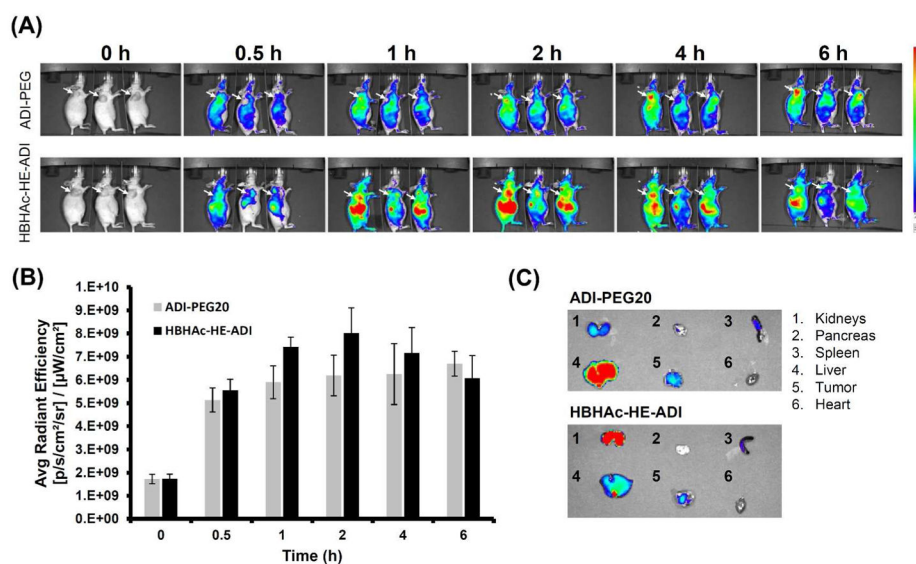 (A)
0 h 0.5 h 1 h 2 h 4 h 6 h
ADI-PEG
HBHAc-HE-ADI
(B)
Avg Radiant Efficiency
[p/s/cm²/sr] / [µW/cm²]
1.E+10
9.E+09
8.E+09
7.E+09
6.E+09
5.E+09
4.E+09
3.E+09
2.E+09
1.E+09
0.E+00
ADI-PEG20
HBHAc-HE-ADI
0 0.5 1 2 4 6
Time (h)
(C)
ADI-PEG20
1 2 3
4 5 6
HBHAc-HE-ADI
1 2 3
4 5 6
1. Kidneys
2. Pancreas
3. Spleen
4. Liver
5. Tumor
6. Heart